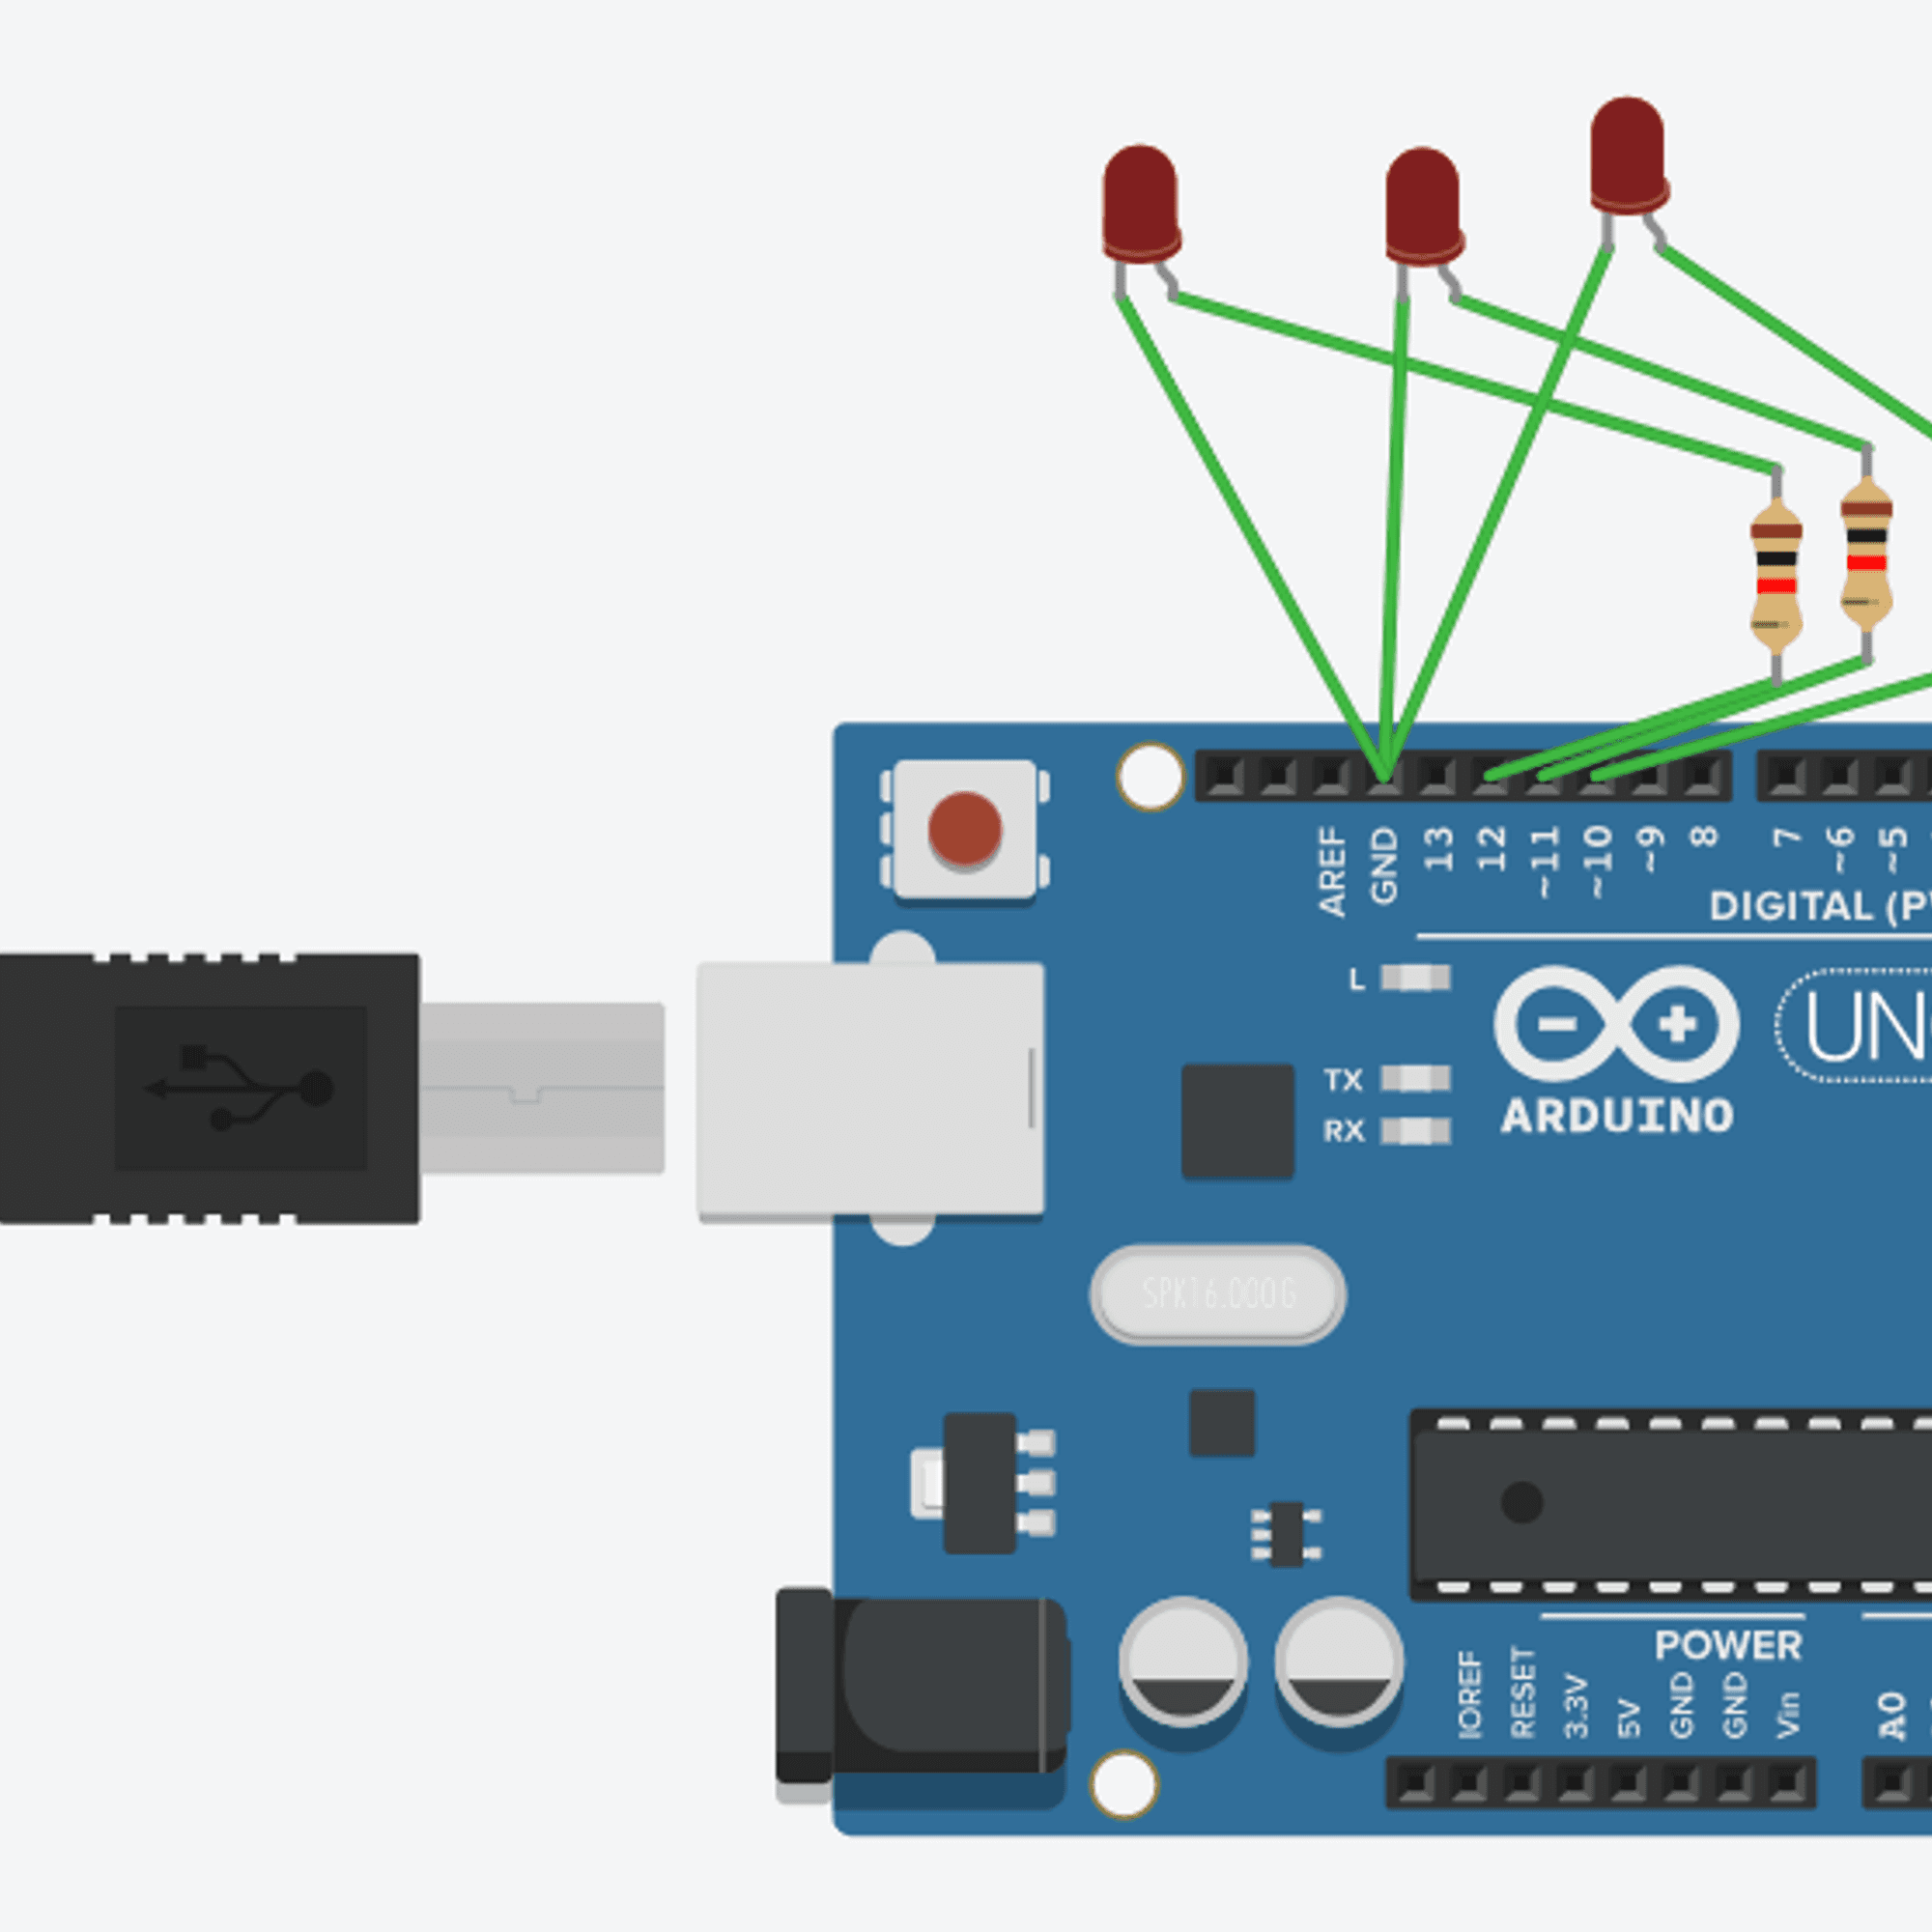 AREF
GND
13
12
~11
~10
~9
8
7
~6
~5
DIGITAL (P
L
UN
TX
RX
ARDUINO
SPK16.000G
POWER
IOREF
RESET
3.3V
5V
GND
GND
Vin
A0